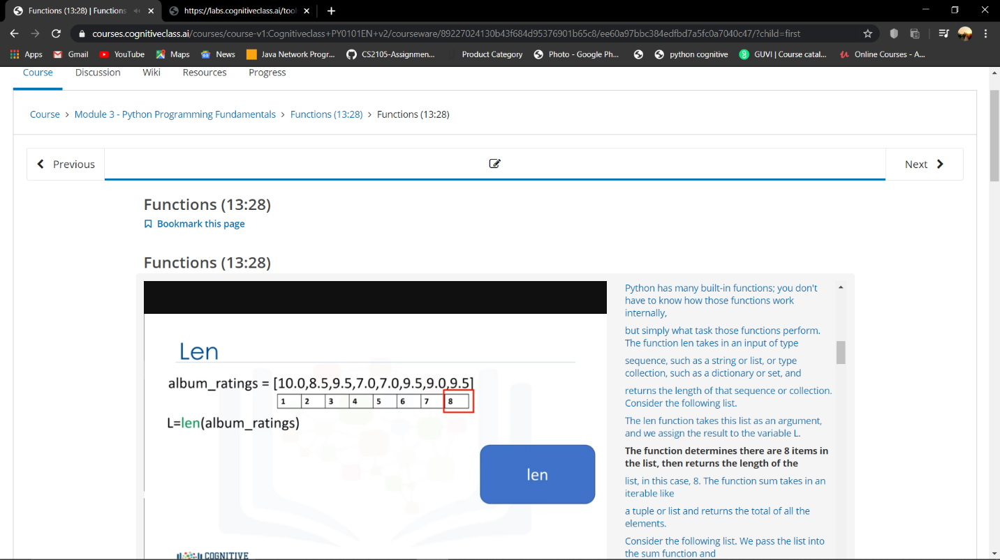 Functions (13:28) | Functions
https://labs.cognitiveclass.ai/tool
courses.cognitiveclass.ai/courses/course-v1:Cognitiveclass+PY0101EN+v2/courseware/89227024130b43f684d95376901b65c8/ee60a97bbc384edfbd7a5fc0a7040c47/?child=first
Apps Gmail YouTube Maps News Java Network Progr... CS2105-Assignmen... Product Category Photo - Google Ph... python cognitive GUVI | Course catal... Online Courses - A...
Course Discussion Wiki Resources Progress
Course > Module 3 - Python Programming Fundamentals > Functions (13:28) > Functions (13:28)
Previous Next
Functions (13:28)
Bookmark this page
Functions (13:28)
Len
album_ratings = [10.0,8.5,9.5,7.0,7.0,9.5,9.0,9.5]
1 2 3 4 5 6 7 8
L=len(album_ratings)
len
COGNITIVE
Python has many built-in functions; you don't
have to know how those functions work
internally,
but simply what task those functions perform.
The function len takes in an input of type
sequence, such as a string or list, or type
collection, such as a dictionary or set, and
returns the length of that sequence or collection.
Consider the following list.
The len function takes this list as an argument,
and we assign the result to the variable L.
The function determines there are 8 items in
the list, then returns the length of the
list, in this case, 8. The function sum takes in an
iterable like
a tuple or list and returns the total of all the
elements.
Consider the following list. We pass the list into
the sum function and